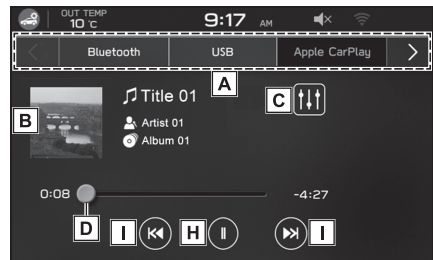 OUT TEMP
10 °C 9:17 AM
Bluetooth USB Apple CarPlay
A
Title 01
C
B
Artist 01
Album 01
0:08 -4:27
D I H I